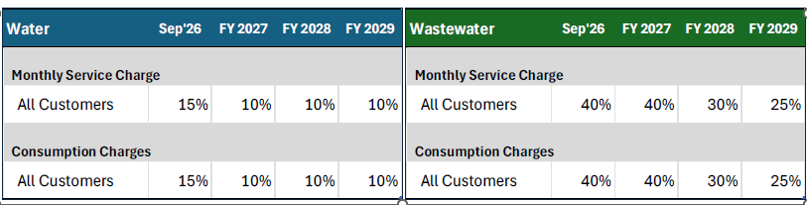 Water Sep'26 FY 2027 FY 2028 FY 2029
Monthly Service Charge
All Customers 15% 10% 10% 10%
Consumption Charges
All Customers 15% 10% 10% 10%
Wastewater Sep'26 FY 2027 FY 2028 FY 2029
Monthly Service Charge
All Customers 40% 40% 30% 25%
Consumption Charges
All Customers 40% 40% 30% 25%